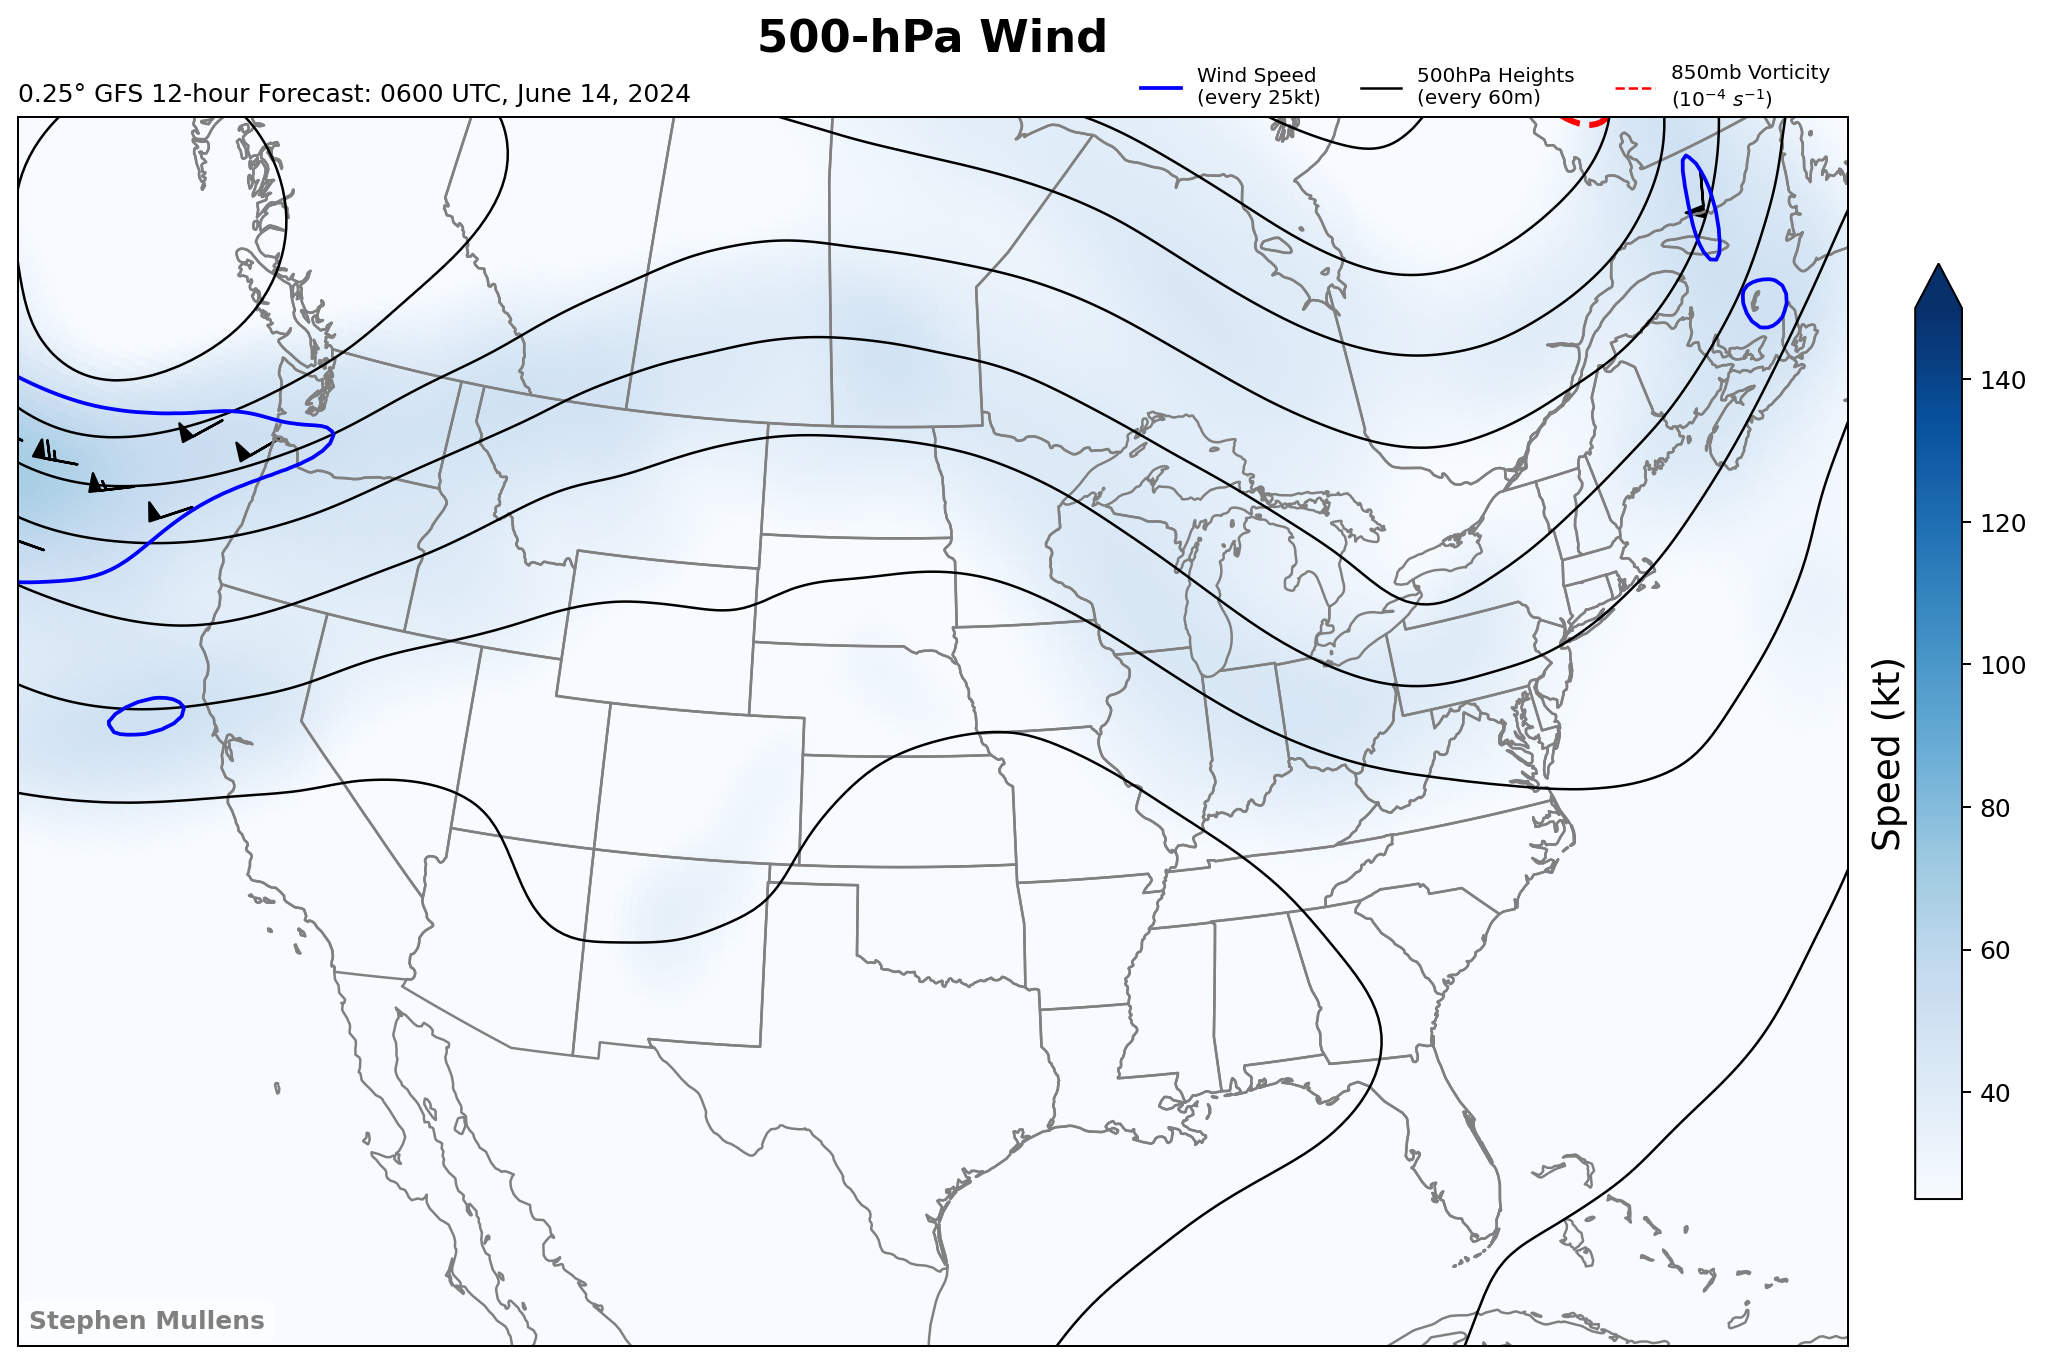 500-hPa Wind
0.25° GFS 12-hour Forecast: 0600 UTC, June 14, 2024
Wind Speed
(every 25kt)
500hPa Heights
(every 60m)
850mb Vorticity
(10⁻⁴ s⁻¹)
140
120
100
80
60
40
Speed (kt)
Stephen Mullens